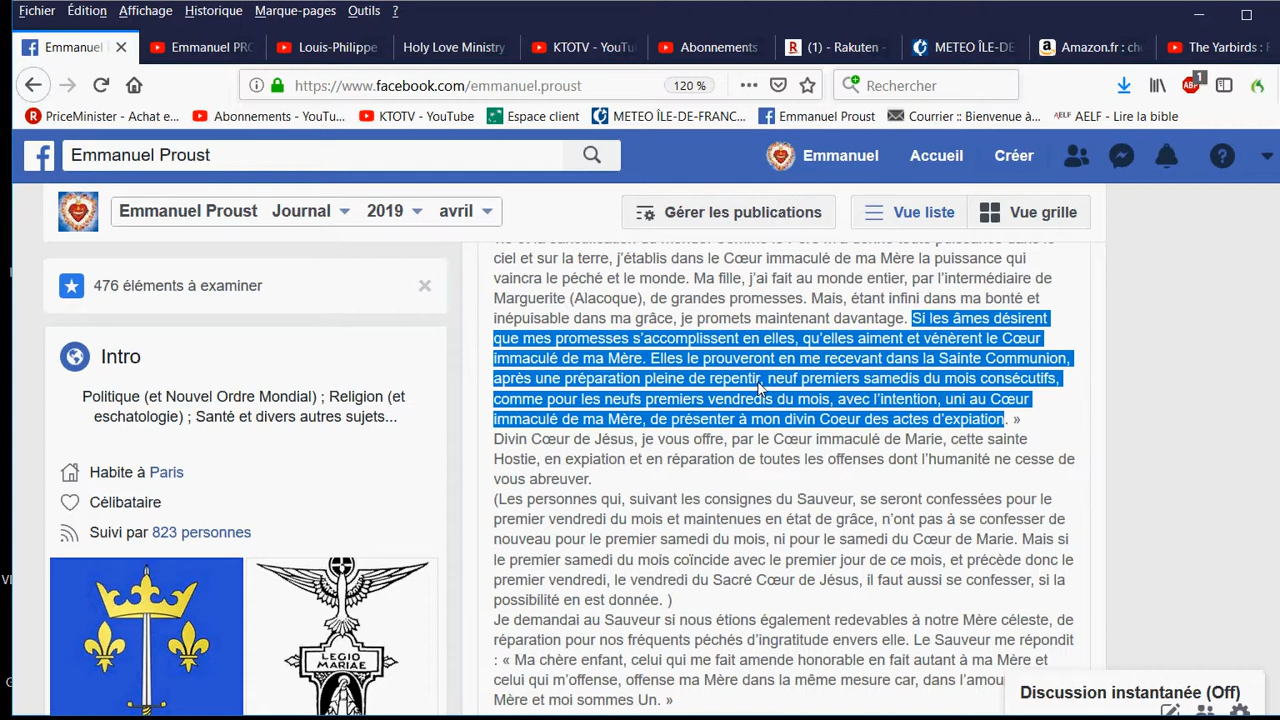 Fichier Édition Affichage Historique Marque-pages Outils ?
Emmanuel Emmanuel PRO Louis-Philippe Holy Love Ministry KTOTV - YouTu Abonnements (1) - Rakuten METEO ÎLE-DE- Amazon.fr : che The Yarbirds :
https://www.facebook.com/emmanuel.proust 120 % Rechercher 1
PriceMinister - Achat e... Abonnements - YouTu... KTOTV - YouTube Espace client METEO ÎLE-DE-FRANC... Emmanuel Proust Courrier :: Bienvenue à... AELF - Lire la bible
Emmanuel Proust Emmanuel Accueil Créer
Emmanuel Proust Journal 2019 avril Gérer les publications Vue liste Vue grille
476 éléments à examiner
Intro
Politique (et Nouvel Ordre Mondial) ; Religion (et
eschatologie) ; Santé et divers autres sujets...
Habite à Paris
Célibataire
Suivi par 823 personnes
LEGIO
MARIAE
ciel et sur la terre, j'établis dans le Cœur immaculé de ma Mère la puissance qui
vaincra le péché et le monde. Ma fille, j'ai fait au monde entier, par l'intermédiaire de
Marguerite (Alacoque), de grandes promesses. Mais, étant infini dans ma bonté et
inépuisable dans ma grâce, je promets maintenant davantage. Si les âmes désirent
que mes promesses s'accomplissent en elles, qu'elles aiment et vénèrent le Cœur
immaculé de ma Mère. Elles le prouveront en me recevant dans la Sainte Communion,
après une préparation pleine de repentir, neuf premiers samedis du mois consécutifs,
comme pour les neufs premiers vendredis du mois, avec l'intention, uni au Cœur
immaculé de ma Mère, de présenter à mon divin Coeur des actes d'expiation. »
Divin Cœur de Jésus, je vous offre, par le Cœur immaculé de Marie, cette sainte
Hostie, en expiation et en réparation de toutes les offenses dont l'humanité ne cesse de
vous abreuver.
(Les personnes qui, suivant les consignes du Sauveur, se seront confessées pour le
premier vendredi du mois et maintenues en état de grâce, n'ont pas à se confesser de
nouveau pour le premier samedi du mois, ni pour le samedi du Cœur de Marie. Mais si
le premier samedi du mois coïncide avec le premier jour de ce mois, et précède donc le
premier vendredi, le vendredi du Sacré Cœur de Jésus, il faut aussi se confesser, si la
possibilité en est donnée. )
Je demandai au Sauveur si nous étions également redevables à notre Mère céleste, de
réparation pour nos fréquents péchés d'ingratitude envers elle. Le Sauveur me répondit
: « Ma chère enfant, celui qui me fait amende honorable en fait autant à ma Mère et
celui qui m'offense, offense ma Mère dans la même mesure car, dans l'amou
Mère et moi sommes Un. »
Discussion instantanée (Off)